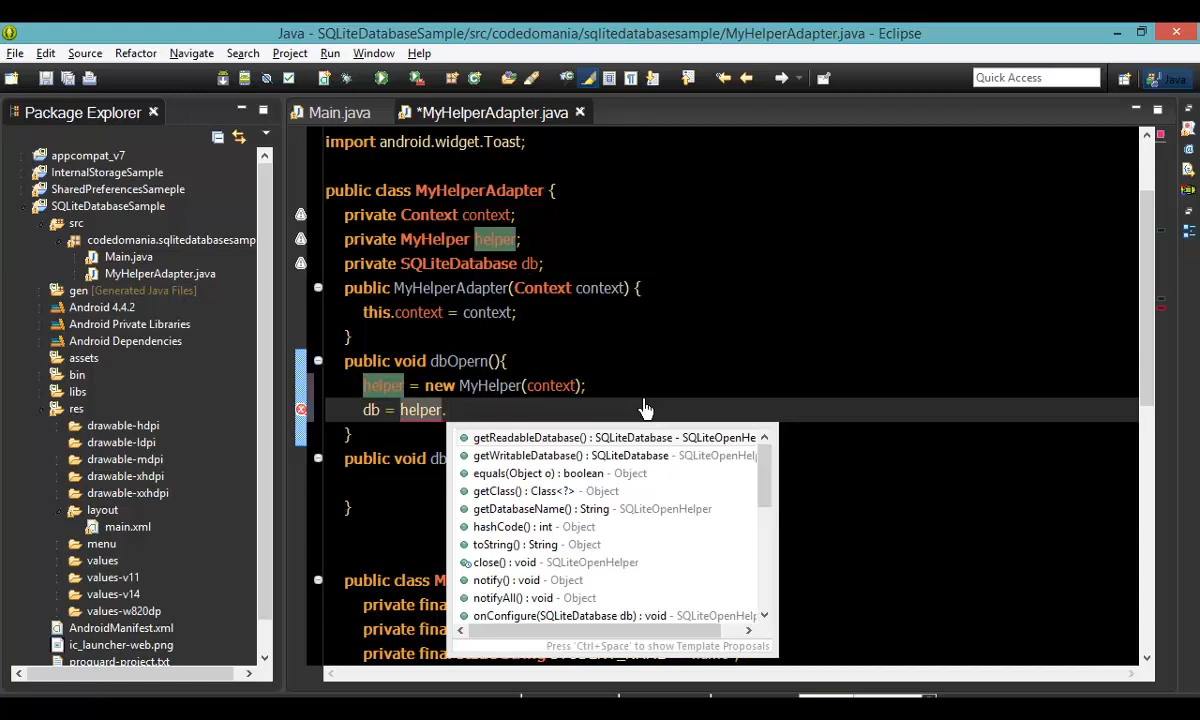 Java - SQLiteDatabaseSample/src/codedomania/sqlitedatabasesample/MyHelperAdapter.java - Eclipse
File Edit Source Refactor Navigate Search Project Run Window Help
Quick Access
Java
Package Explorer
Main.java
*MyHelperAdapter.java
appcompat_v7
InternalStorageSample
SharedPreferencesSameple
SQLiteDatabaseSample
src
codedomania.sqlitedatabasesamp
Main.java
MyHelperAdapter.java
gen [Generated Java Files]
Android 4.4.2
Android Private Libraries
Android Dependencies
assets
bin
libs
res
drawable-hdpi
drawable-ldpi
drawable-mdpi
drawable-xhdpi
drawable-xxhdpi
layout
main.xml
menu
values
values-v11
values-v14
values-w820dp
AndroidManifest.xml
ic_launcher-web.png
proguard-project.txt
import android.widget.Toast;
public class MyHelperAdapter {
private Context context;
private MyHelper helper;
private SQLiteDatabase db;
public MyHelperAdapter(Context context) {
this.context = context;
}
public void dbOpern(){
helper = new MyHelper(context);
db = helper.
}
public void db
}
public class M
private fina
private fina
private fina
getReadableDatabase() : SQLiteDatabase - SQLiteOpenHe
getWritableDatabase() : SQLiteDatabase - SQLiteOpenHelp
equals(Object o) : boolean - Object
getClass() : Class<?> - Object
getDatabaseName() : String - SQLiteOpenHelper
hashCode() : int - Object
toString() : String - Object
close() : void - SQLiteOpenHelper
notify() : void - Object
notifyAll() : void - Object
onConfigure(SQLiteDatabase db) : void - SQLiteOpenHelp
Press 'Ctrl+Space' to show Template Proposals